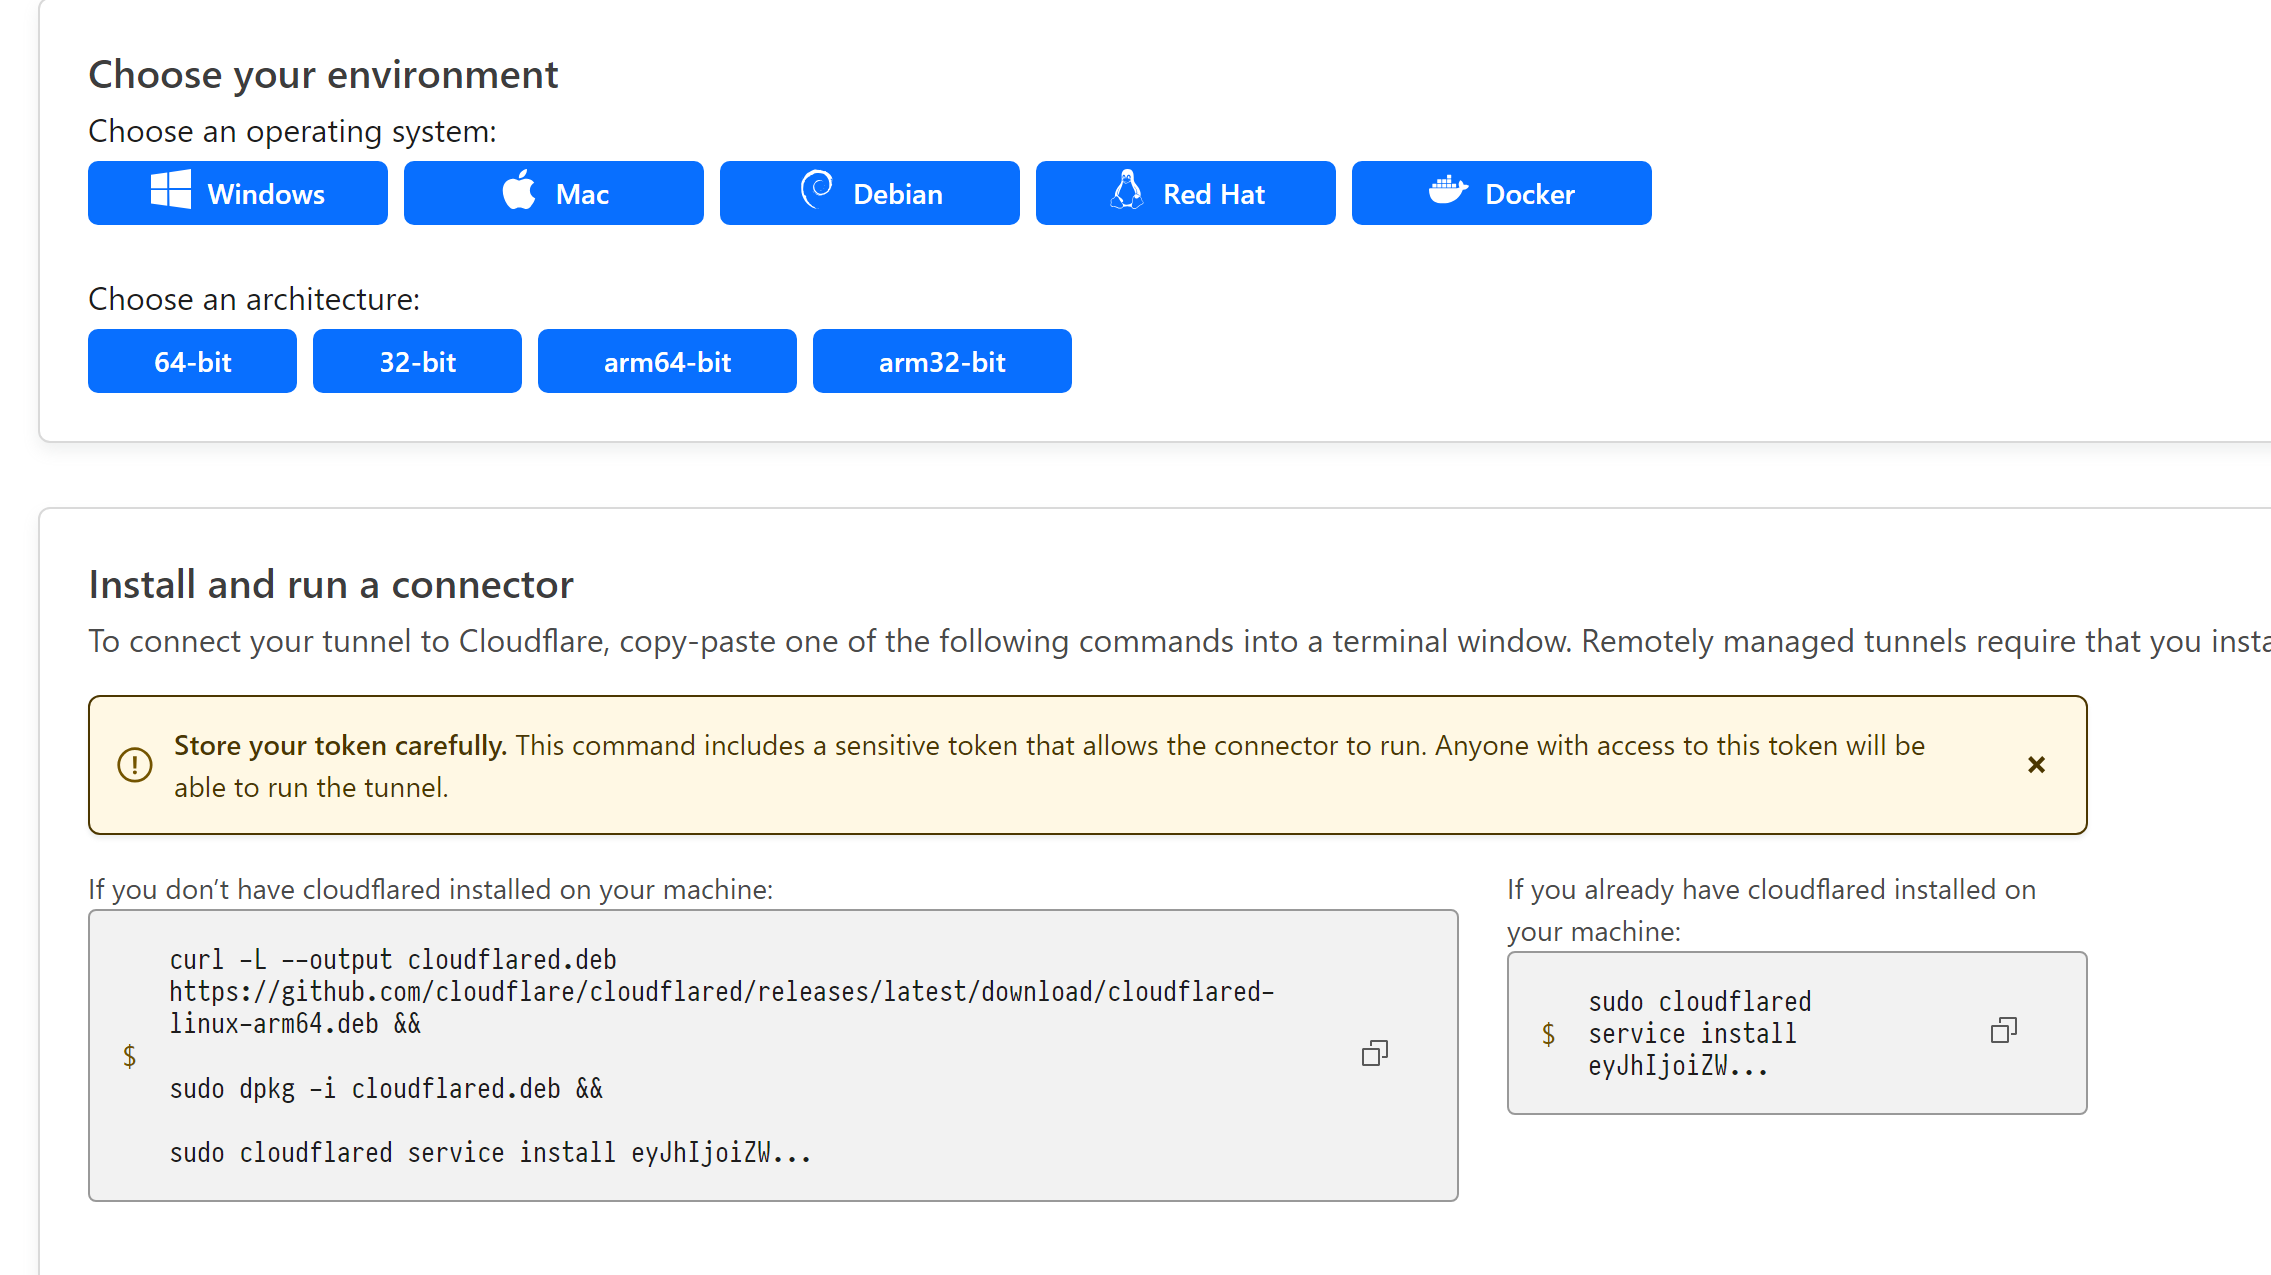 Choose your environment
Choose an operating system:
Windows
Mac
Debian
Red Hat
Docker
Choose an architecture:
64-bit
32-bit
arm64-bit
arm32-bit
Install and run a connector
To connect your tunnel to Cloudflare, copy-paste one of the following commands into a terminal window. Remotely managed tunnels require that you insta
Store your token carefully. This command includes a sensitive token that allows the connector to run. Anyone with access to this token will be
able to run the tunnel.
If you don’t have cloudflared installed on your machine:
$
curl -L --output cloudflared.deb
https://github.com/cloudflare/cloudflared/releases/latest/download/cloudflared-
linux-arm64.deb &&
sudo dpkg -i cloudflared.deb &&
sudo cloudflared service install eyJhIjoiZW...
If you already have cloudflared installed on
your machine:
$
sudo cloudflared
service install
eyJhIjoiZW...